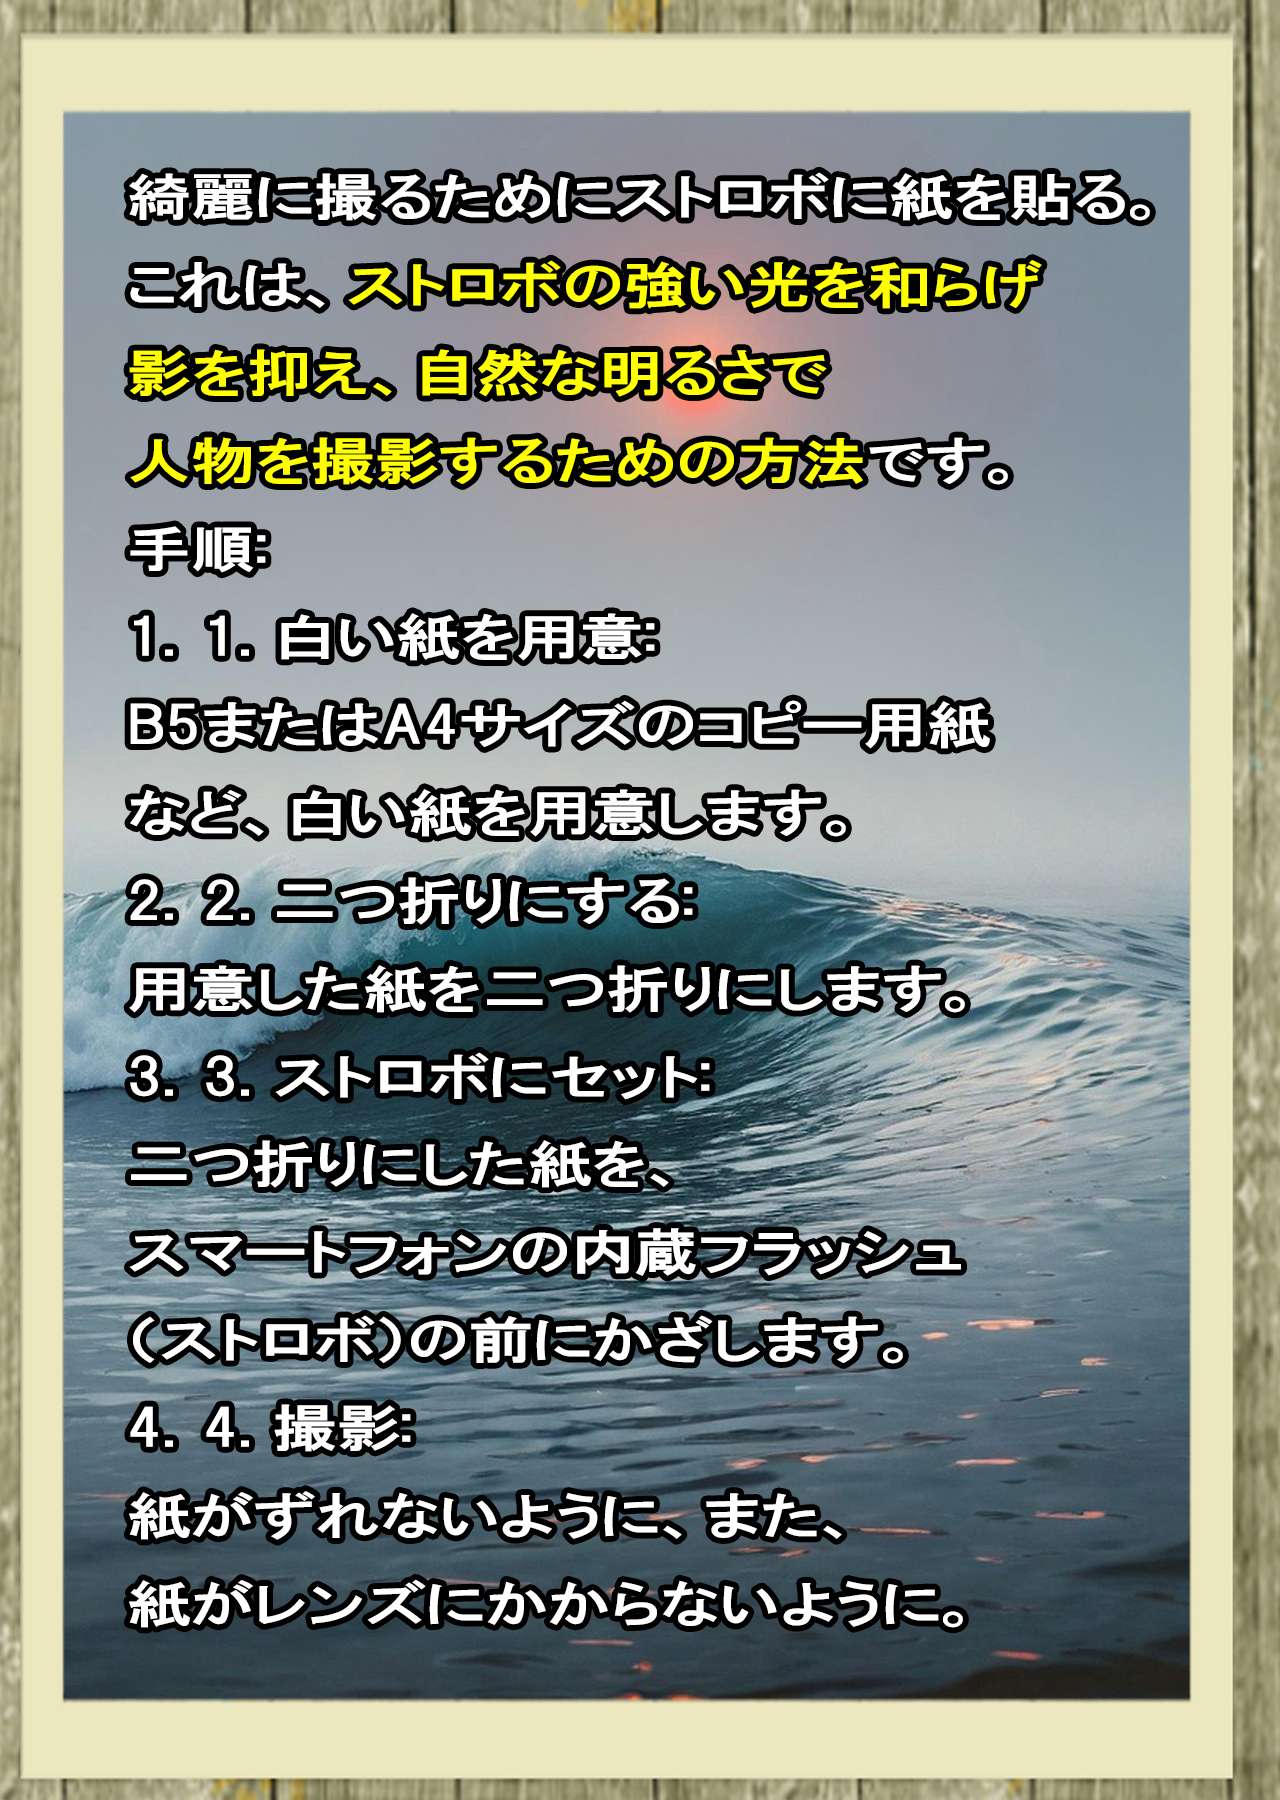 綺麗に撮るためにストロボに紙を貼る。
これは、ストロボの強い光を和らげ
影を抑え、自然な明るさで
人物を撮影するための方法です。
手順:
1. 1. 白い紙を用意:
B5またはA4サイズのコピー用紙
など、白い紙を用意します。
2. 2. 二つ折りにする:
用意した紙を二つ折りにします。
3. 3. ストロボにセット:
二つ折りにした紙を、
スマートフォンの内蔵フラッシュ
（ストロボ）の前にかざします。
4. 4. 撮影:
紙がずれないように、また、
紙がレンズにかからないように。